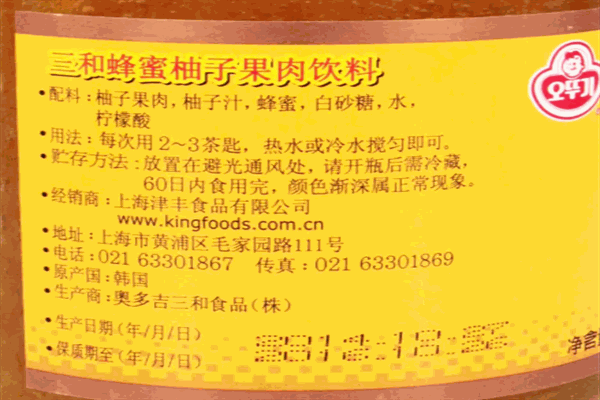 三和蜂蜜柚子果肉饮料
•配料：柚子果肉，柚子汁，蜂蜜，白砂糖，水，
柠檬酸
•用法：每次用2~3茶匙，热水或冷水搅匀即可。
•贮存方法：放置在避光通风处，请开瓶后需冷藏，
60日内食用完，颜色渐深属正常现象。
•经销商：上海津丰食品有限公司
www.kingfoods.com.cn
•地址：上海市黄浦区毛家园路111号
•电话：021 63301867 传真：021 63301869
•原产国：韩国
•生产商：奥多吉三和食品（株）
•生产日期(年/月/日)
•保质期至(年/月/日)
净含
오뚜기